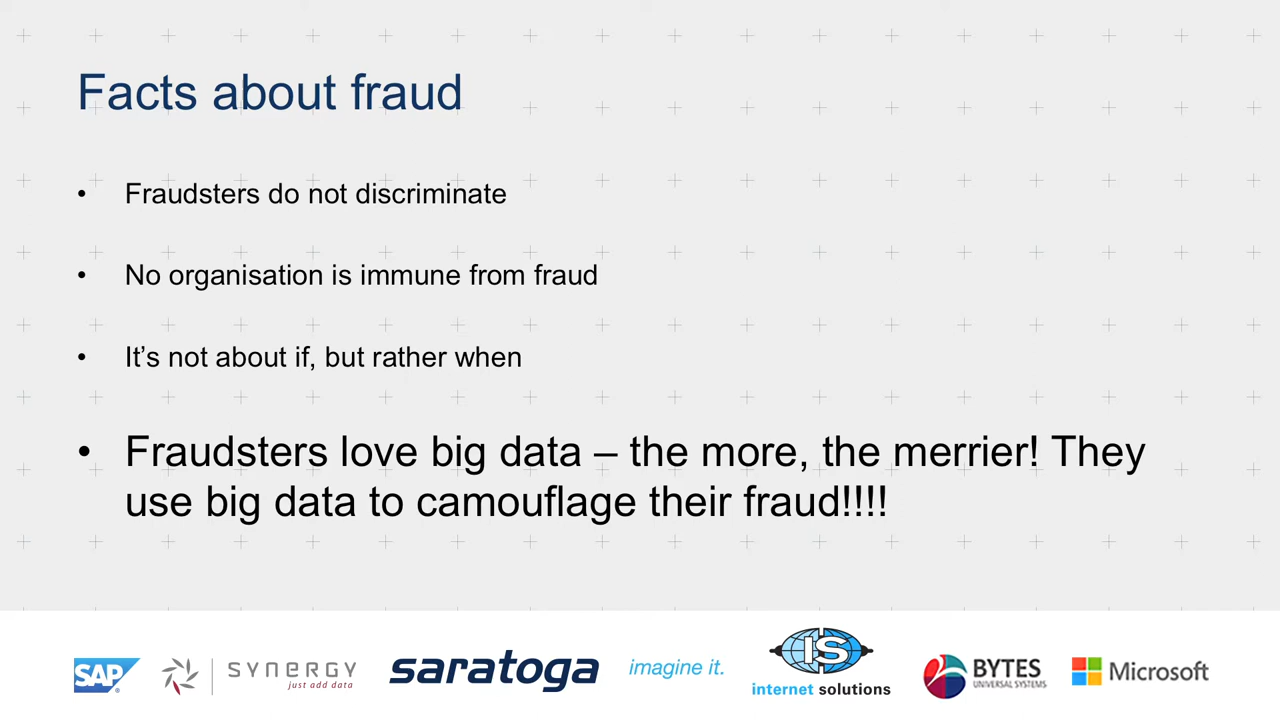 Facts about fraud
• Fraudsters do not discriminate
• No organisation is immune from fraud
• It’s not about if, but rather when
• Fraudsters love big data – the more, the merrier! They
use big data to camouflage their fraud!!!!
SAP
SYNERGY
just add data
saratoga
imagine it.
IS
internet solutions
BYTES
UNIVERSAL SYSTEMS
Microsoft